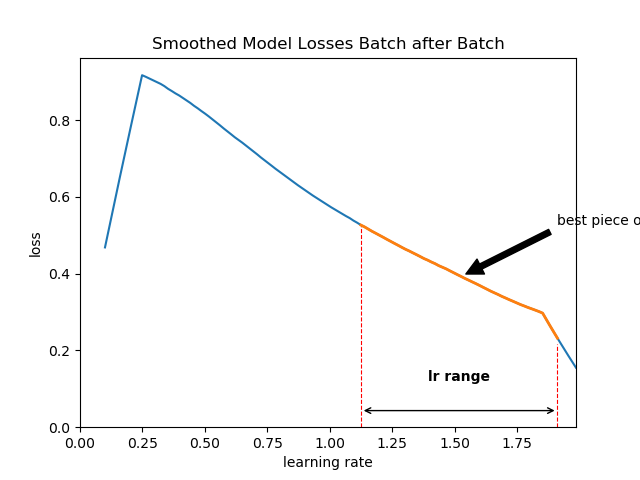 Smoothed Model Losses Batch after Batch
0.8
0.6
0.4
0.2
0.0
loss
best piece o
lr range
0.00 0.25 0.50 0.75 1.00 1.25 1.50 1.75
learning rate